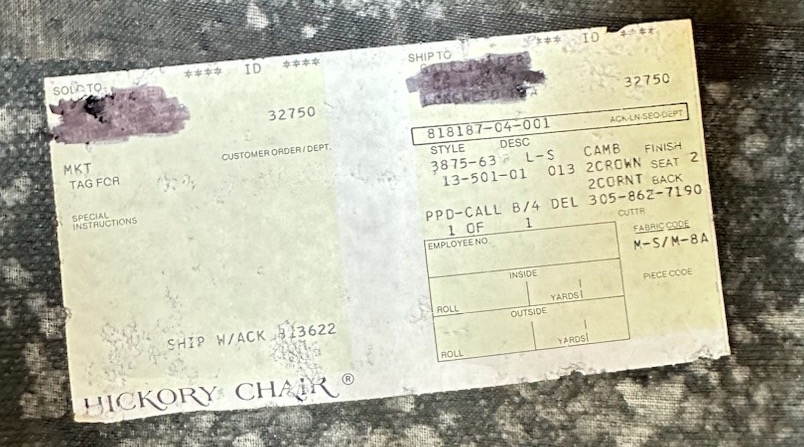 SOLD TO
**** ID ****
32750
CUSTOMER ORDER/DEPT.
MKT
TAG FOR
SPECIAL
INSTRUCTIONS
SHIP W/ACK 813622
HICKORY CHAIR ®
SHIP TO
*** ID ****
32750
818187-04-001 ACK-LN-SEQ-DEPT
STYLE DESC
3875-63 L-S CAMB FINISH
13-501-01 013 2CROWN SEAT 2
2CORNT BACK
PPD-CALL B/4 DEL 305-862-7190
1 OF 1
CUTTR
EMPLOYEE NO.
FABRIC CODE
M-S/M-8A
INSIDE
PIECE CODE
ROLL YARDS
OUTSIDE
ROLL YARDS